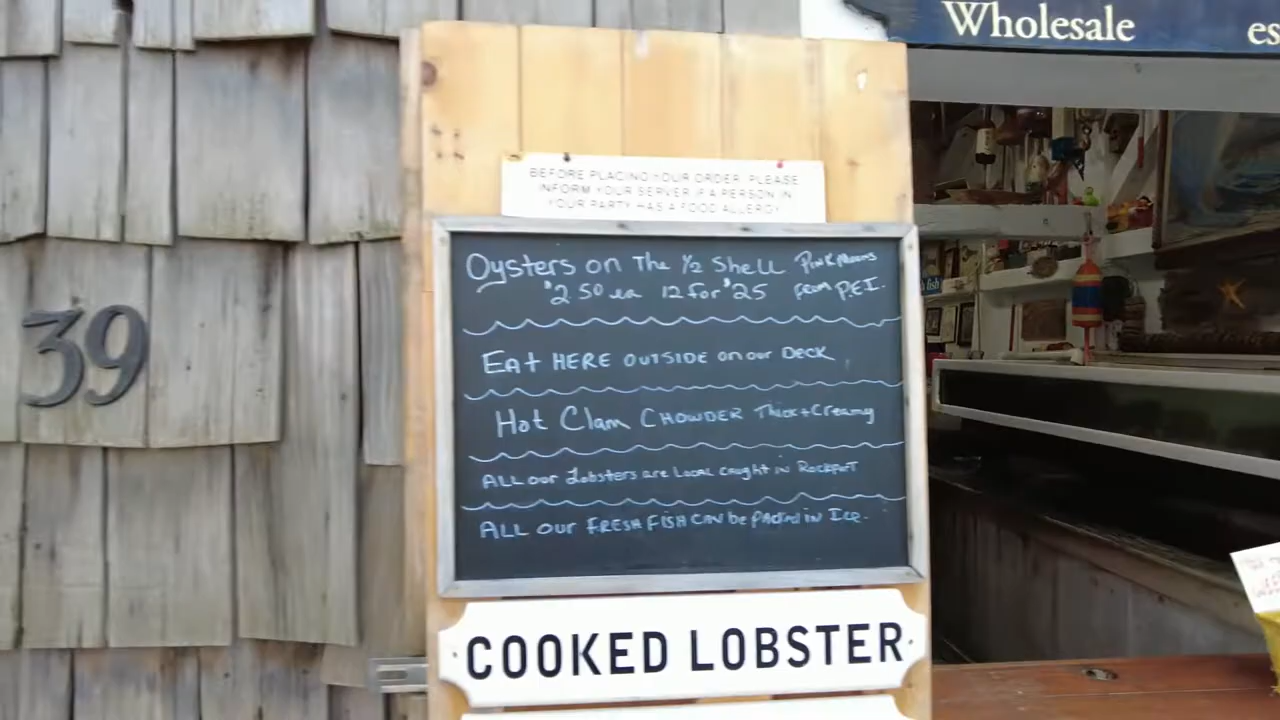 Wholesale
es
39
BEFORE PLACING YOUR ORDER, PLEASE
INFORM YOUR SERVER IF A PERSON IN
YOUR PARTY HAS A FOOD ALLERGY
Oysters on The 1/2 Shell Pink Moons
$2.50 ea 12 for $25 from P.E.I.
Eat HERE OUTSIDE on our DECK
Hot Clam CHOWDER Thick + Creamy
ALL our Lobsters are LOCAL caught in ROCKPORT
ALL OUR FRESH FISH CAN be PACKed in ICE.
COOKED LOBSTER
fish